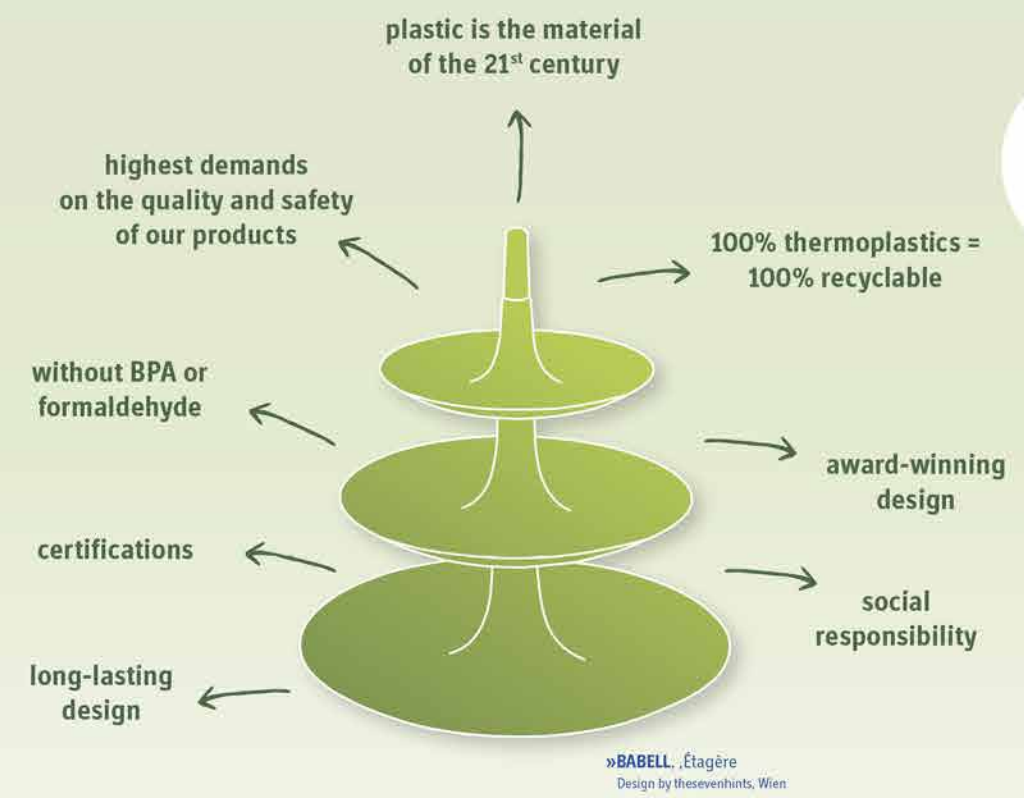 plastic is the material
of the 21st century
highest demands
on the quality and safety
of our products
100% thermoplastics =
100% recyclable
without BPA or
formaldehyde
award-winning
design
certifications
social
responsibility
long-lasting
design
»BABELL, ‚Étagère
Design by thesevenhints, Wien